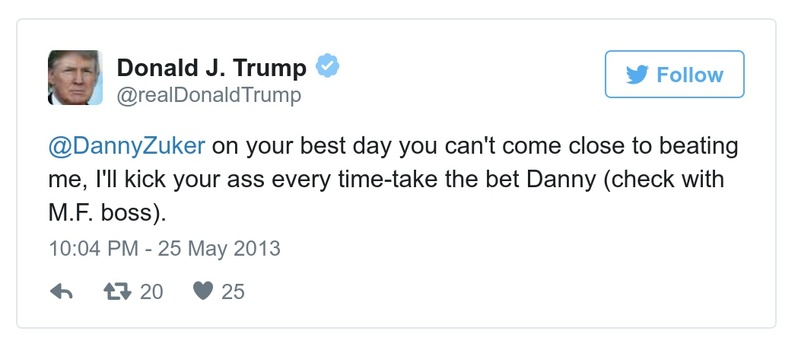 Donald J. Trump
@realDonaldTrump
Follow
@DannyZuker on your best day you can't come close to beating
me, I'll kick your ass every time-take the bet Danny (check with
M.F. boss).
10:04 PM - 25 May 2013
20 25